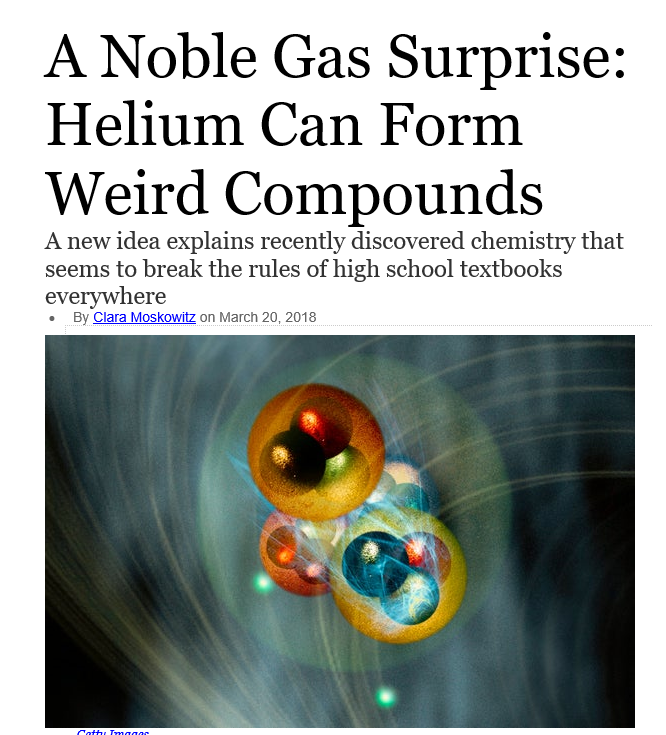 A Noble Gas Surprise:
Helium Can Form
Weird Compounds
A new idea explains recently discovered chemistry that
seems to break the rules of high school textbooks
everywhere
• By Clara Moskowitz on March 20, 2018
Getty Images